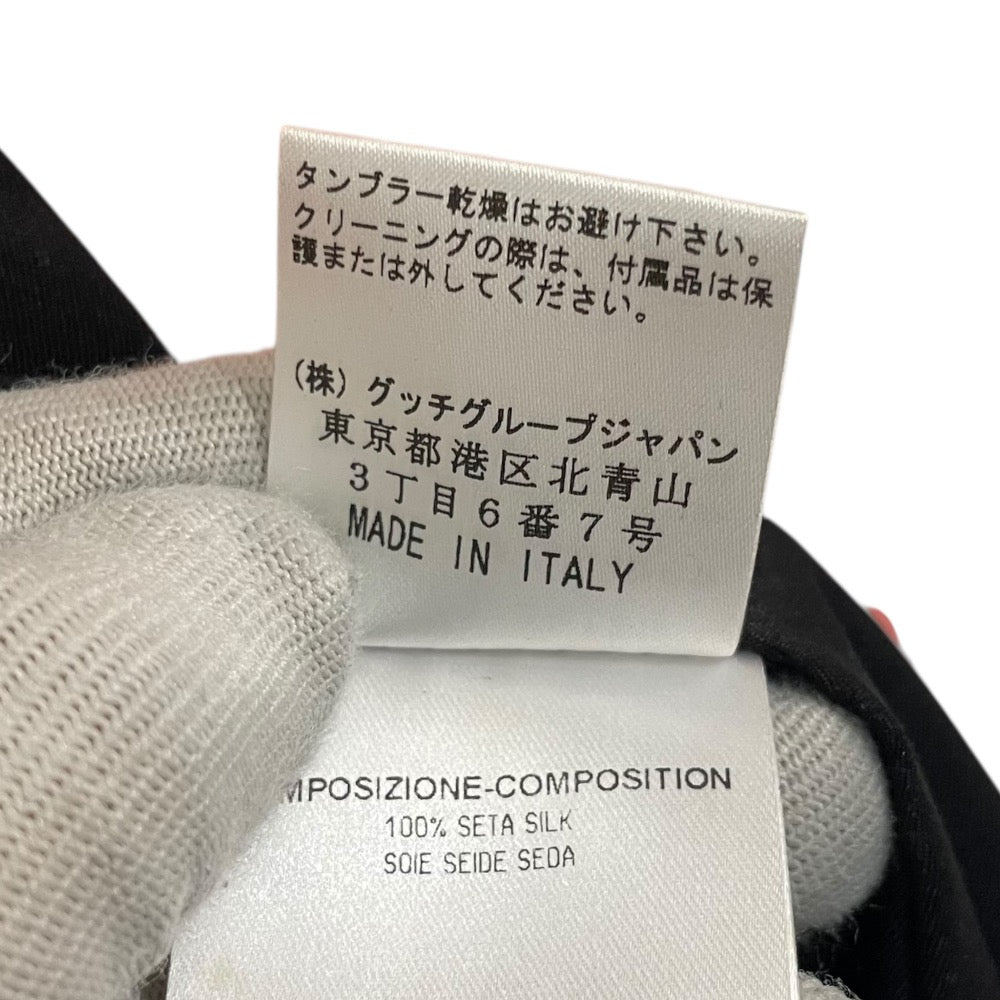 タンブラー乾燥はお避け下さい。
クリーニングの際は、付属品は保
護または外してください。
(株)グッチグループジャパン
東京都港区北青山
3丁目6番7号
MADE IN ITALY
MPOSIZIONE-COMPOSITION
100% SETA SILK
SOIE SEIDE SEDA